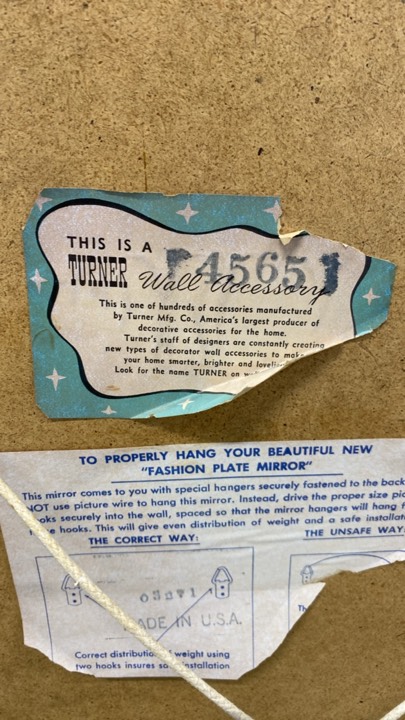 THIS IS A
TURNER Wall Accessory
4565
This is one of hundreds of accessories manufactured
by Turner Mfg. Co., America's largest producer of
decorative accessories for the home.
Turner's staff of designers are constantly creating
new types of decorator wall accessories to
your home smarter, brighter and
Look for the name TURNER on
TO PROPERLY HANG YOUR BEAUTIFUL NEW
"FASHION PLATE MIRROR"
This mirror comes to you with special hangers securely fastened to the back
NOT use picture wire to hang this mirror. Instead, drive the proper size
securely into the wall, spaced so that the mirror hangers will hang
hooks. This will give even distribution of weight and a safe
THE CORRECT WAY:
THE UNSAFE WAY
MADE IN U.S.A.
Correct weight using
two hooks insures installation